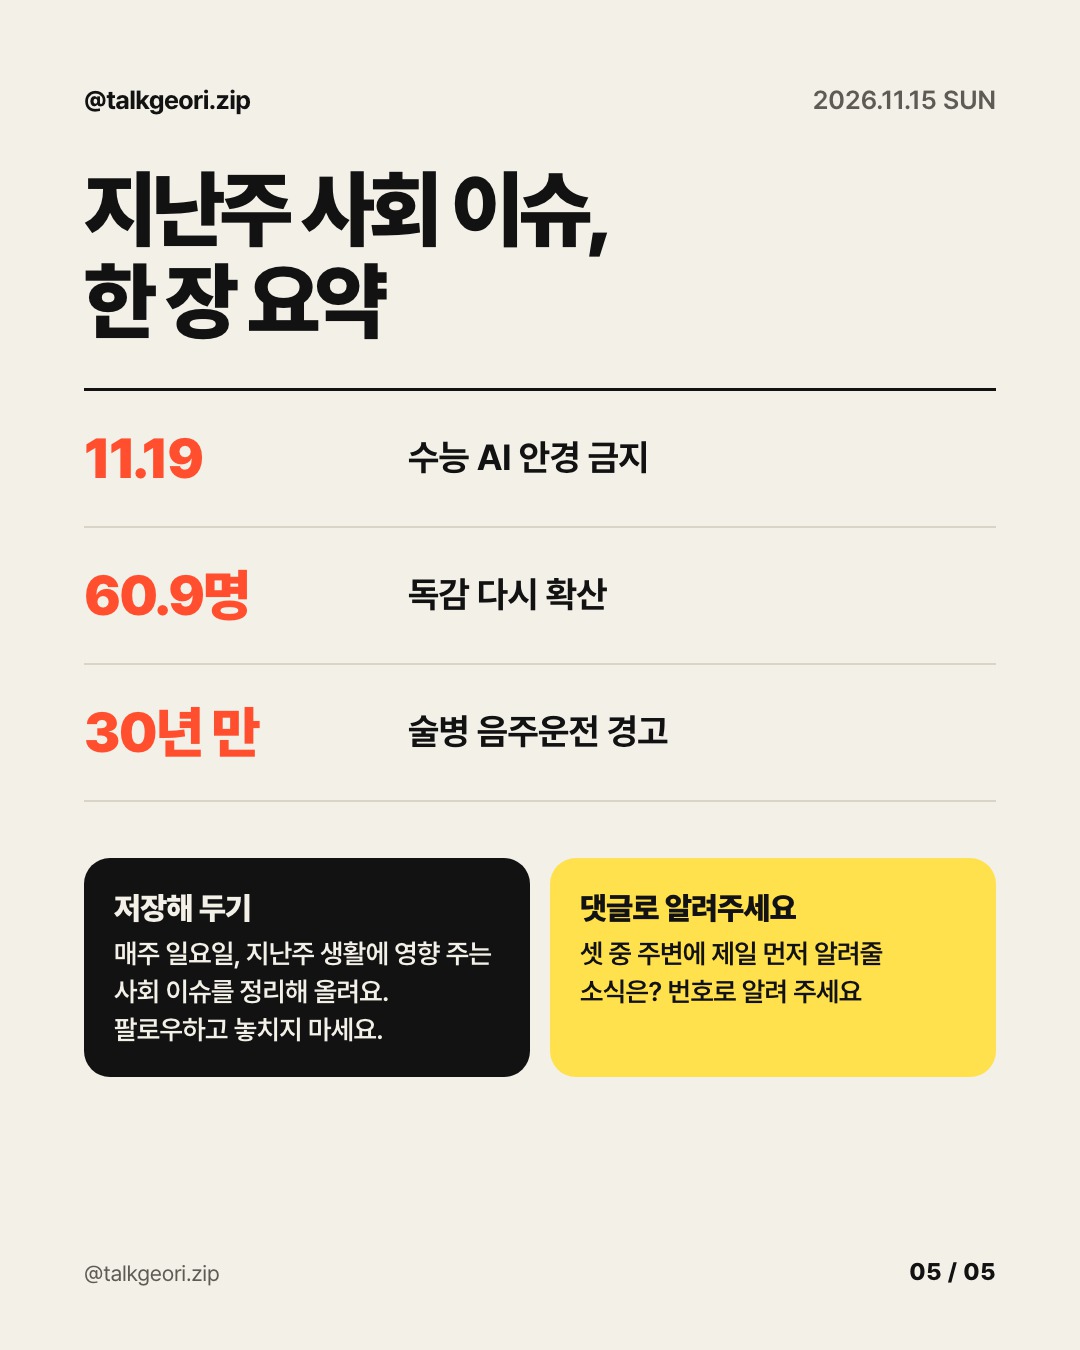 @talkgeori.zip
2026.11.15 SUN
지난주 사회 이슈,
한 장 요약
11.19
수능 AI 안경 금지
60.9명
독감 다시 확산
30년 만
술병 음주운전 경고
저장해 두기
매주 일요일, 지난주 생활에 영향 주는
사회 이슈를 정리해 올려요.
팔로우하고 놓치지 마세요.
댓글로 알려주세요
셋 중 주변에 제일 먼저 알려줄
소식은? 번호로 알려 주세요
@talkgeori.zip
05 / 05